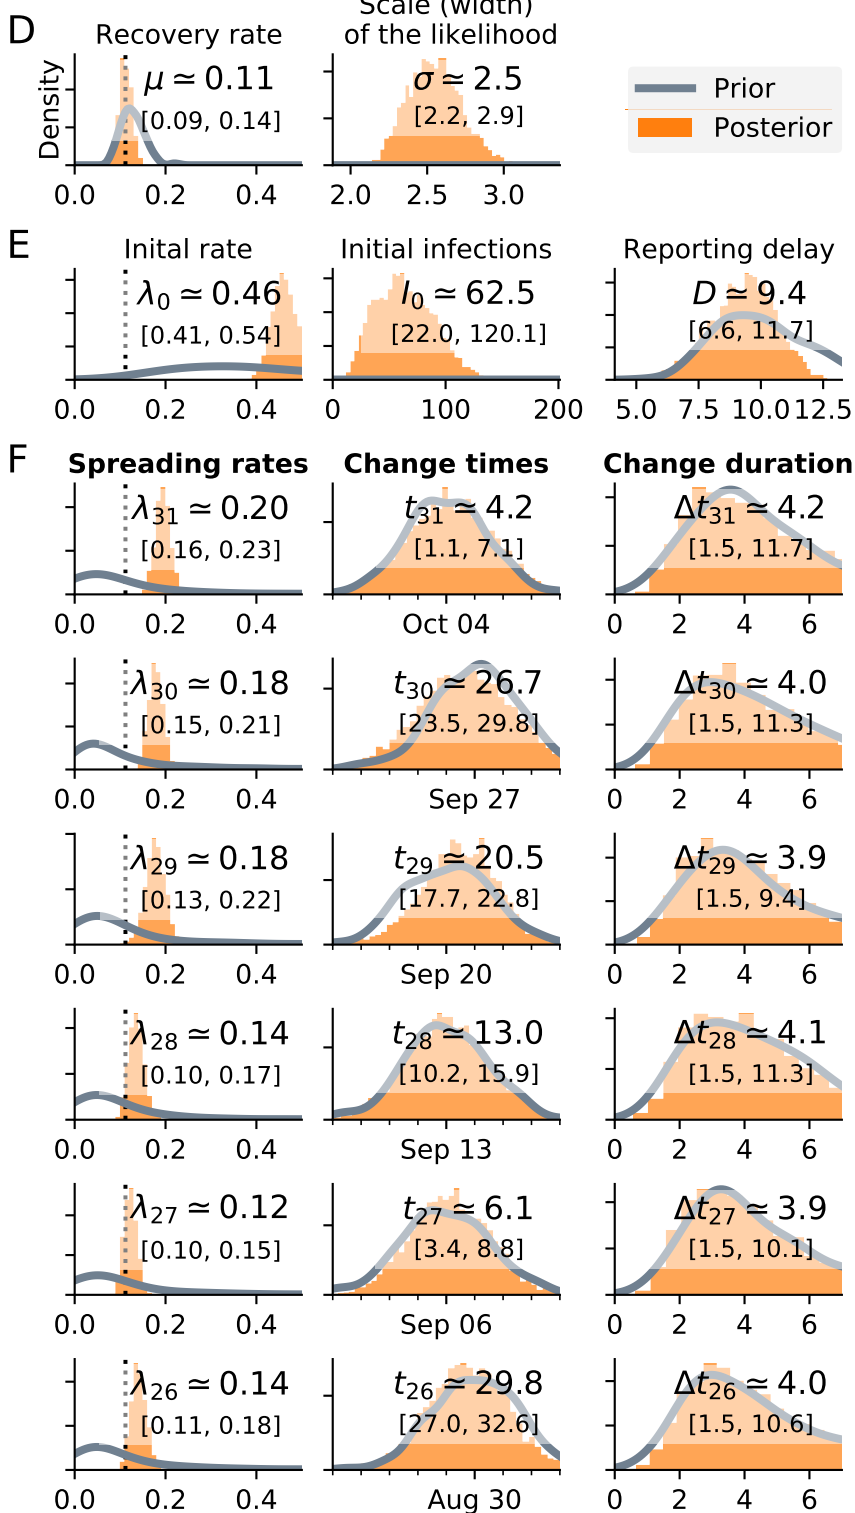 D
Recovery rate
Scale (width)
of the likelihood
Density
μ ≃ 0.11
[0.09, 0.14]
σ ≃ 2.5
[2.2, 2.9]
Prior
Posterior
0.0 0.2 0.4
2.0 2.5 3.0
E
Inital rate
Initial infections
Reporting delay
λ0 ≃ 0.46
[0.41, 0.54]
I0 ≃ 62.5
[22.0, 120.1]
D ≃ 9.4
[6.6, 11.7]
0.0 0.2 0.4
0 100 200
5.0 7.5 10.0 12.5
F
Spreading rates
Change times
Change duration
λ31 ≃ 0.20
[0.16, 0.23]
t31 ≃ 4.2
[1.1, 7.1]
Δt31 ≃ 4.2
[1.5, 11.7]
0.0 0.2 0.4
Oct 04
0 2 4 6
λ30 ≃ 0.18
[0.15, 0.21]
t30 ≃ 26.7
[23.5, 29.8]
Δt30 ≃ 4.0
[1.5, 11.3]
0.0 0.2 0.4
Sep 27
0 2 4 6
λ29 ≃ 0.18
[0.13, 0.22]
t29 ≃ 20.5
[17.7, 22.8]
Δt29 ≃ 3.9
[1.5, 9.4]
0.0 0.2 0.4
Sep 20
0 2 4 6
λ28 ≃ 0.14
[0.10, 0.17]
t28 ≃ 13.0
[10.2, 15.9]
Δt28 ≃ 4.1
[1.5, 11.3]
0.0 0.2 0.4
Sep 13
0 2 4 6
λ27 ≃ 0.12
[0.10, 0.15]
t27 ≃ 6.1
[3.4, 8.8]
Δt27 ≃ 3.9
[1.5, 10.1]
0.0 0.2 0.4
Sep 06
0 2 4 6
λ26 ≃ 0.14
[0.11, 0.18]
t26 ≃ 29.8
[27.0, 32.6]
Δt26 ≃ 4.0
[1.5, 10.6]
0.0 0.2 0.4
Aug 30
0 2 4 6